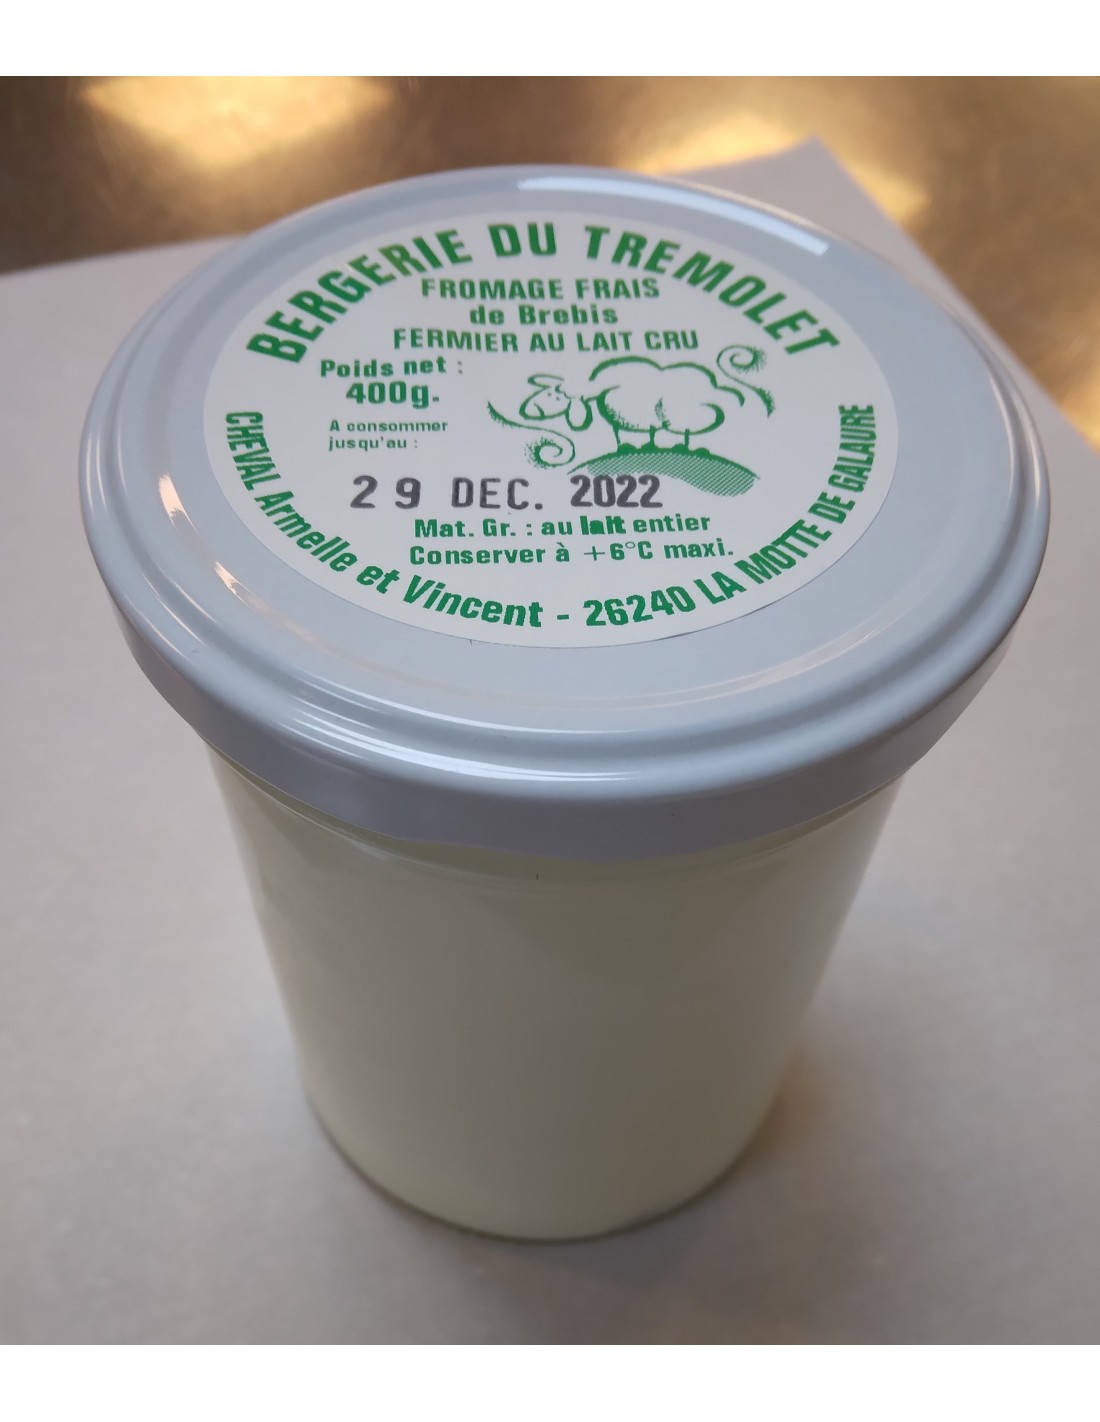 BERGERIE DU TREMOLET
FROMAGE FRAIS
de Brebis
FERMIER AU LAIT CRU
Poids net :
400g.
A consommer
jusqu'au :
29 DEC. 2022
Mat. Gr. : au lait entier
Conserver à +6°C maxi.
CHEVAL Armelle et Vincent - 26240 LA MOTTE DE GALAURE